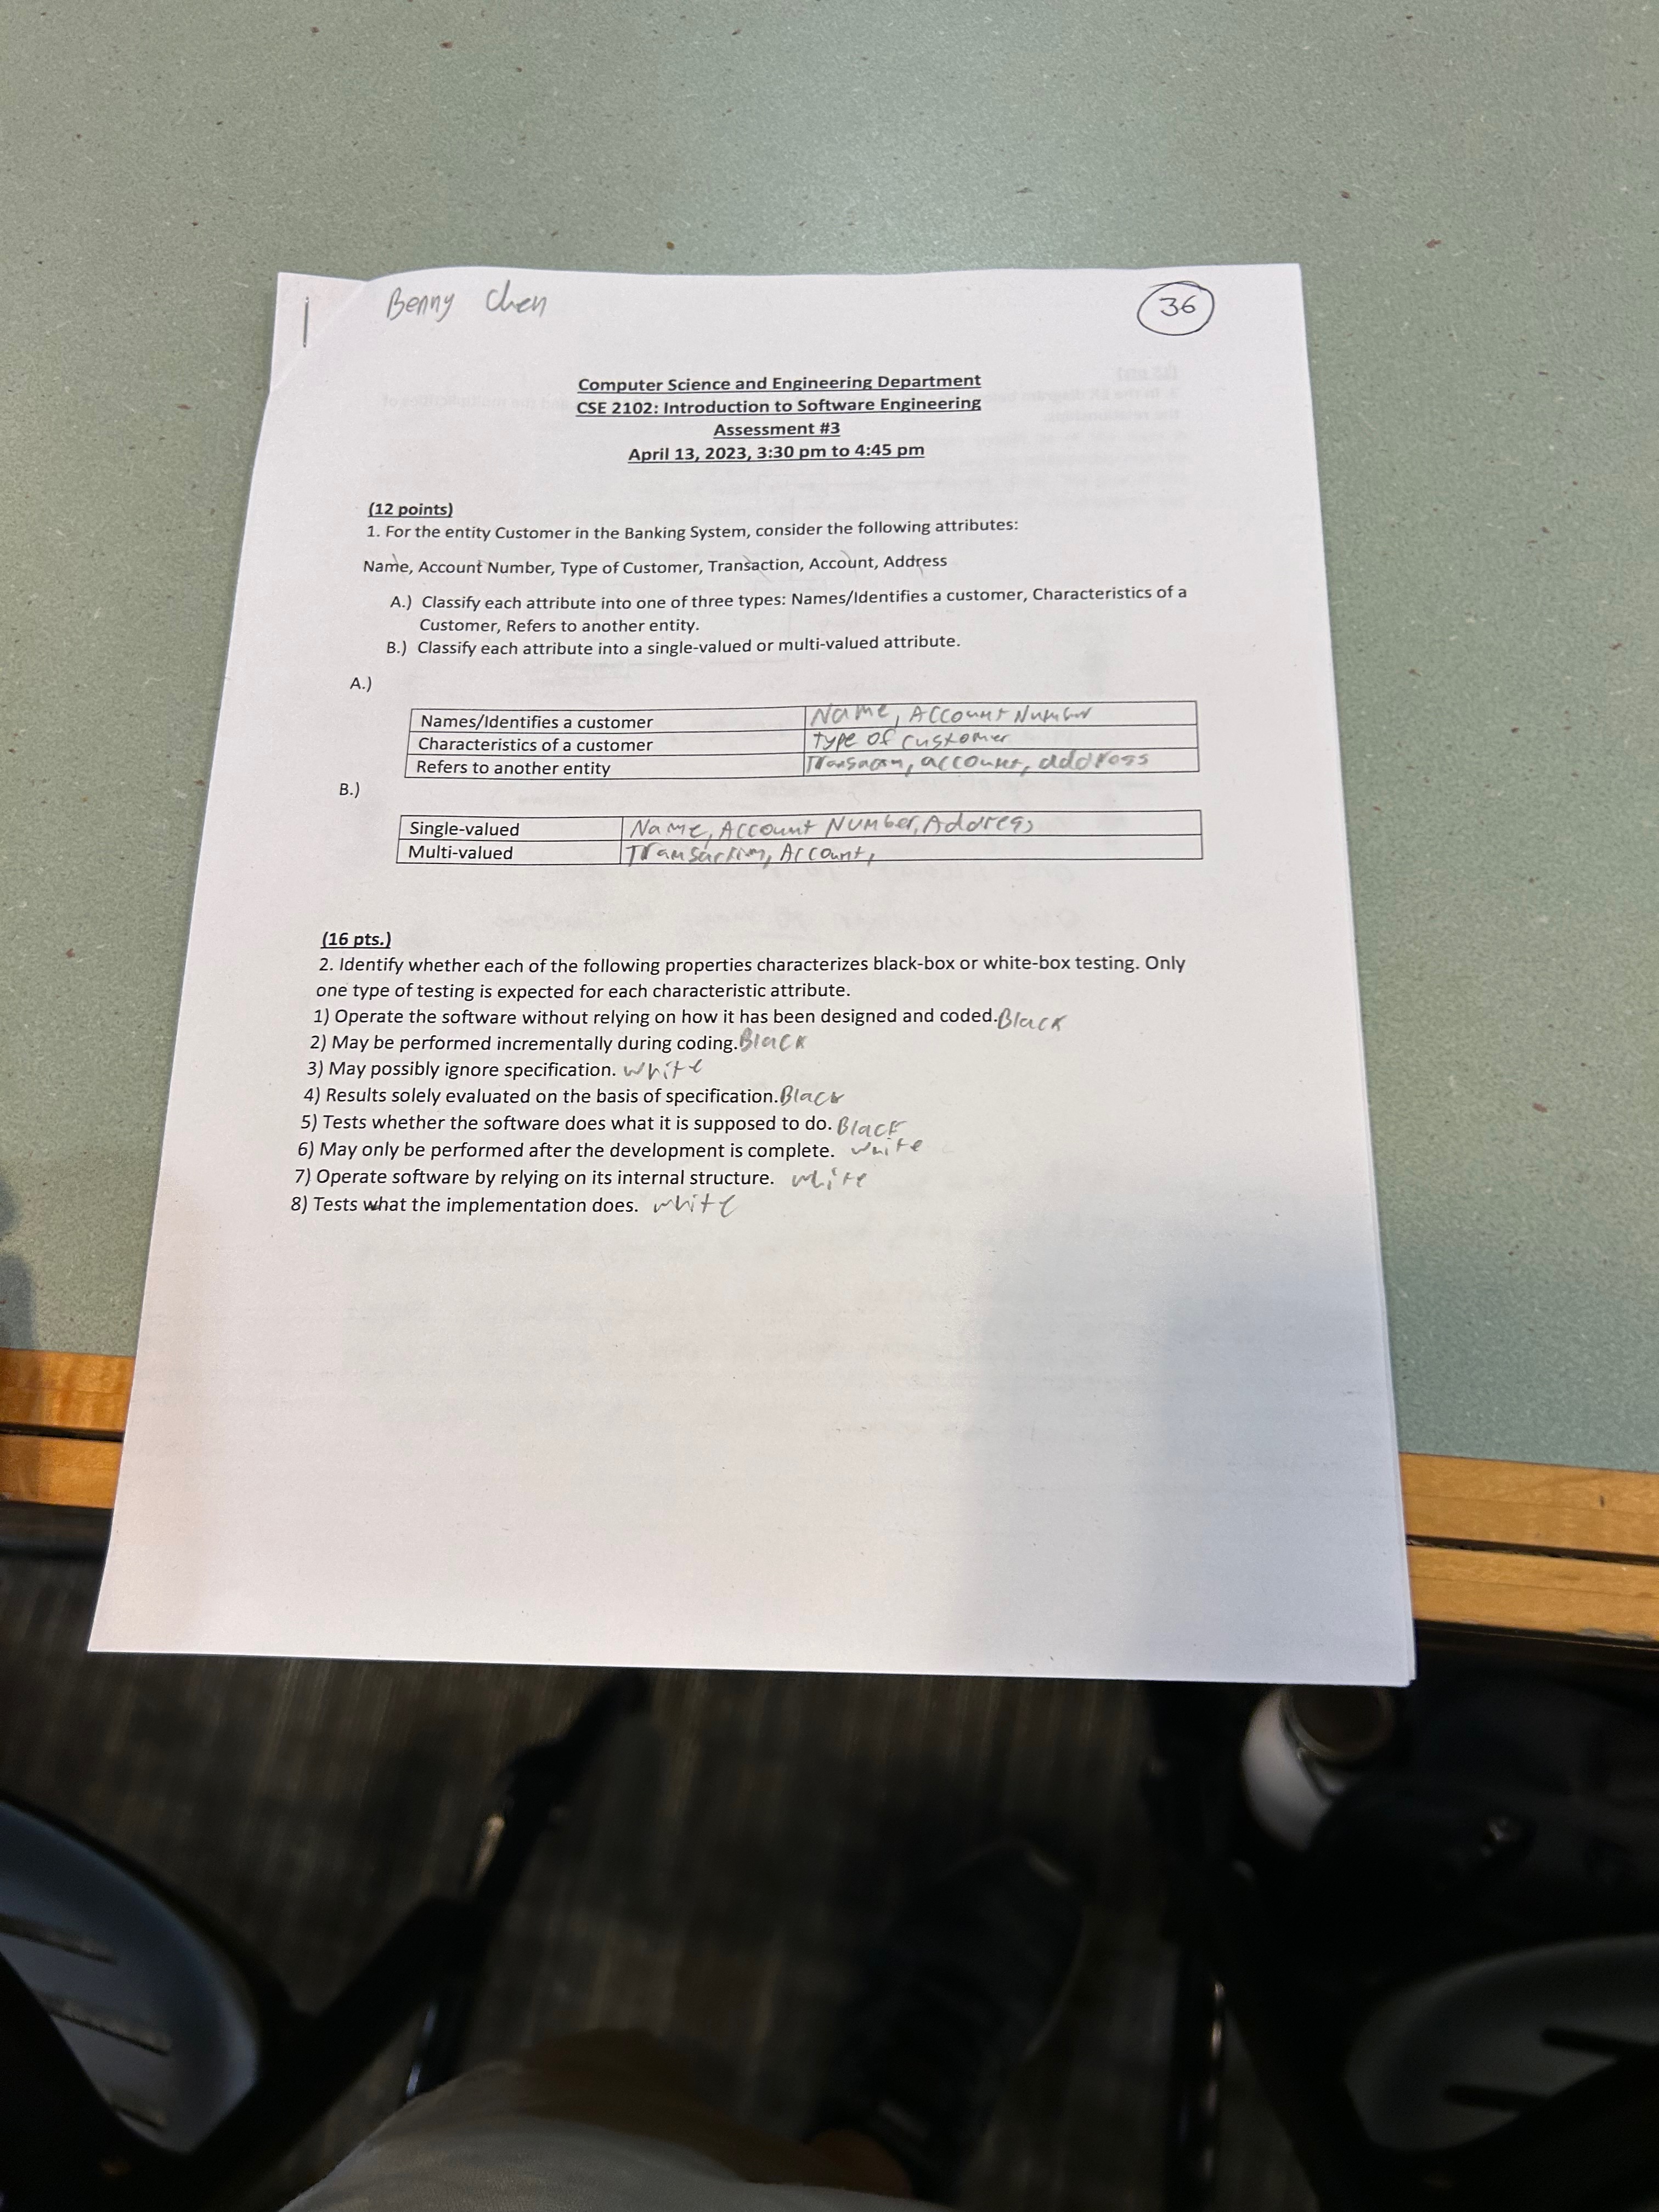 Benny Chen
36
Computer Science and Engineering Department
CSE 2102: Introduction to Software Engineering
Assessment #3
April 13, 2023, 3:30 pm to 4:45 pm
(12 points)
1. For the entity Customer in the Banking System, consider the following attributes:
Name, Account Number, Type of Customer, Transaction, Account, Address
A.) Classify each attribute into one of three types: Names/Identifies a customer, Characteristics of a
Customer, Refers to another entity.
B.) Classify each attribute into a single-valued or multi-valued attribute.
A.)
Names/Identifies a customer Name, Account Number
Characteristics of a customer type of customer
Refers to another entity account, address
B.)
Single-valued Name, Account Number, Address
Multi-valued Transaction, Account,
(16 pts.)
2. Identify whether each of the following properties characterizes black-box or white-box testing. Only
one type of testing is expected for each characteristic attribute.
1) Operate the software without relying on how it has been designed and coded. Black
2) May be performed incrementally during coding. Black
3) May possibly ignore specification. white
4) Results solely evaluated on the basis of specification. Black
5) Tests whether the software does what it is supposed to do. Black
6) May only be performed after the development is complete. white
7) Operate software by relying on its internal structure. white
8) Tests what the implementation does. white